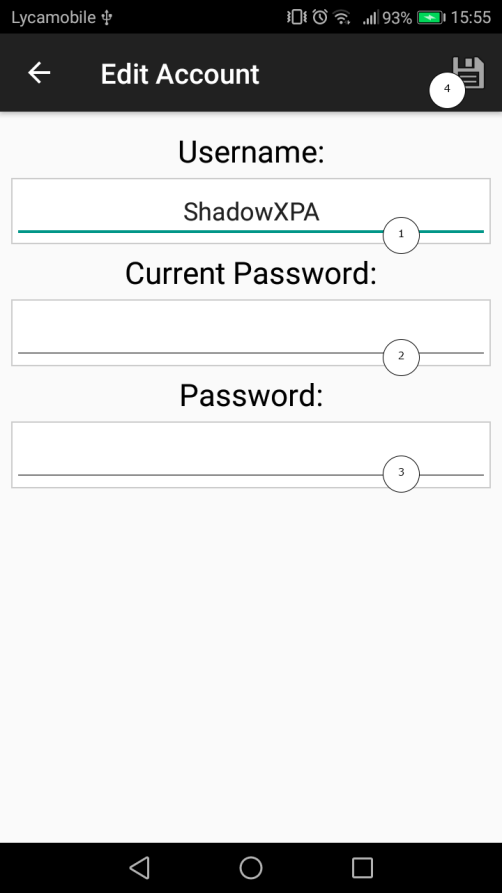 Lycamobile 93% 15:55
Edit Account
4
Username:
ShadowXPA
1
Current Password:
2
Password:
3